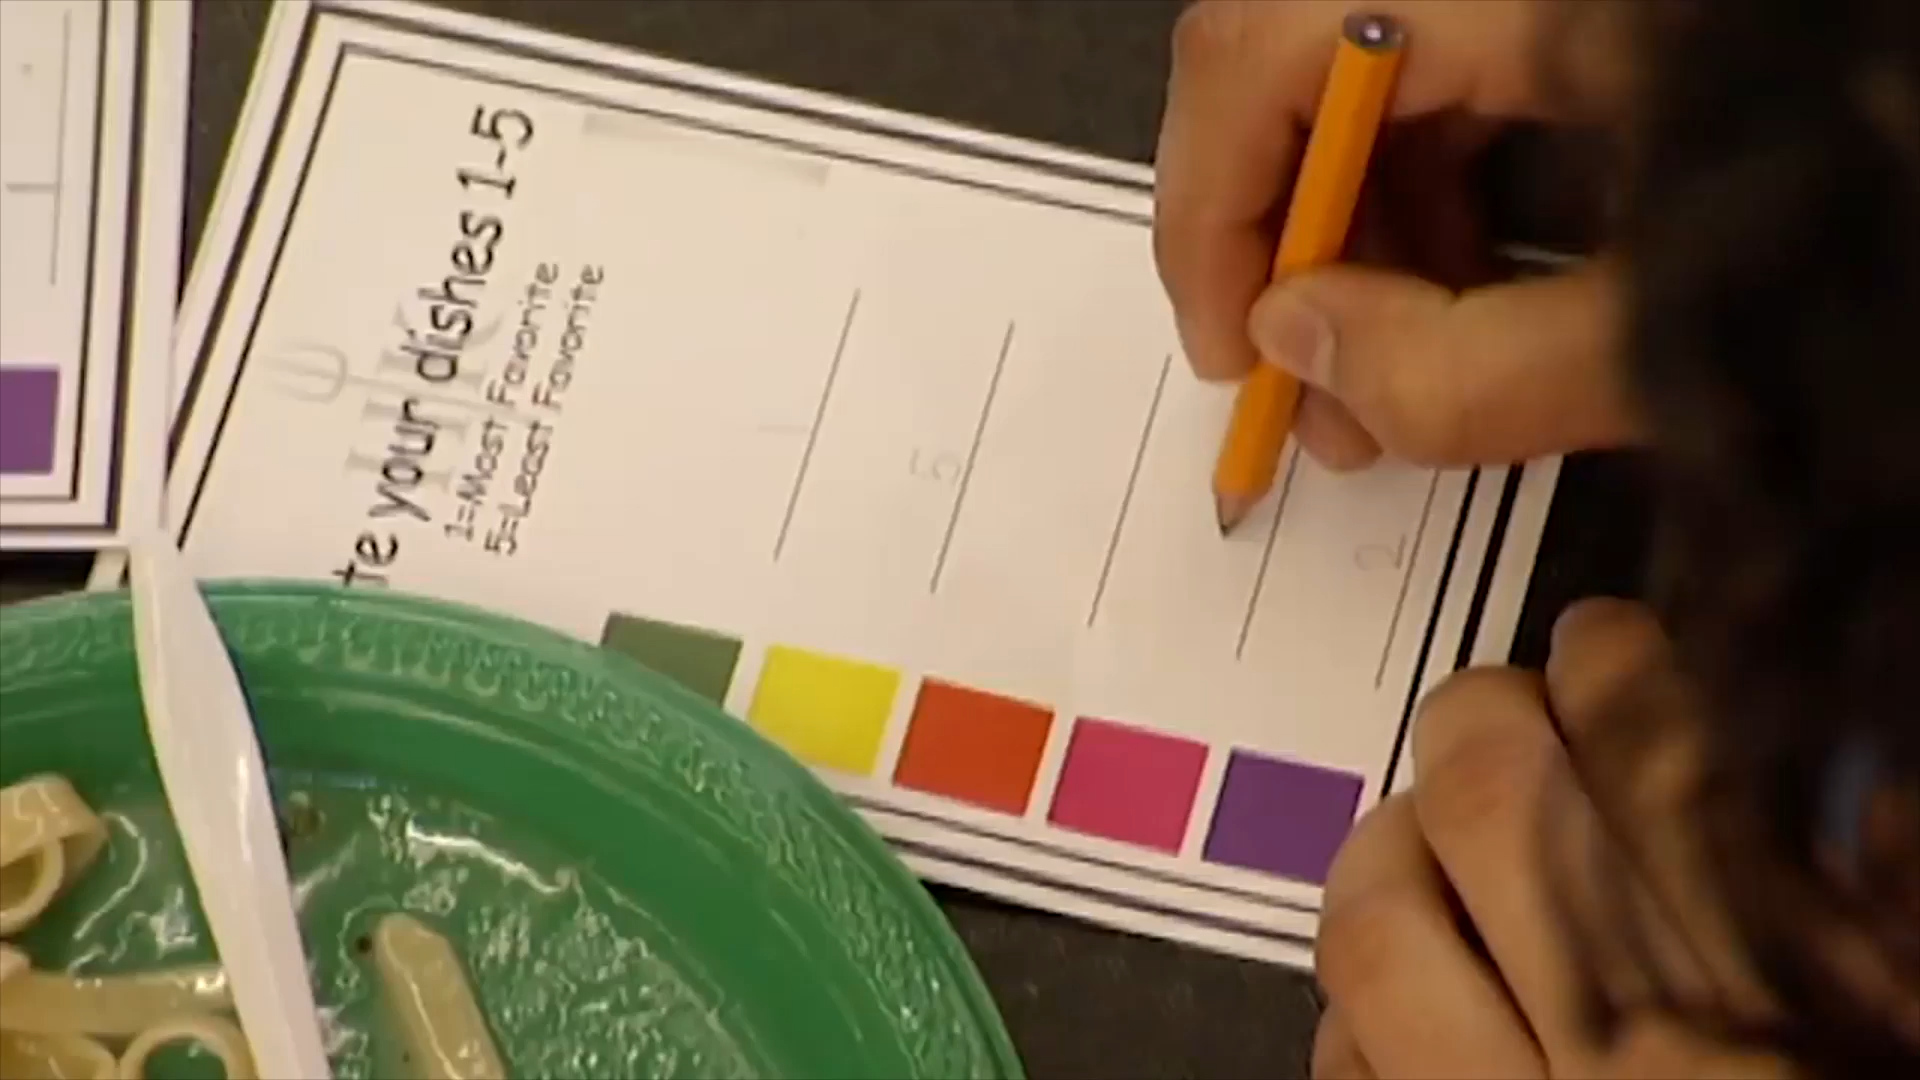 te your dishes 1-5
1=Most Favorite
5=Least Favorite
1
5
2